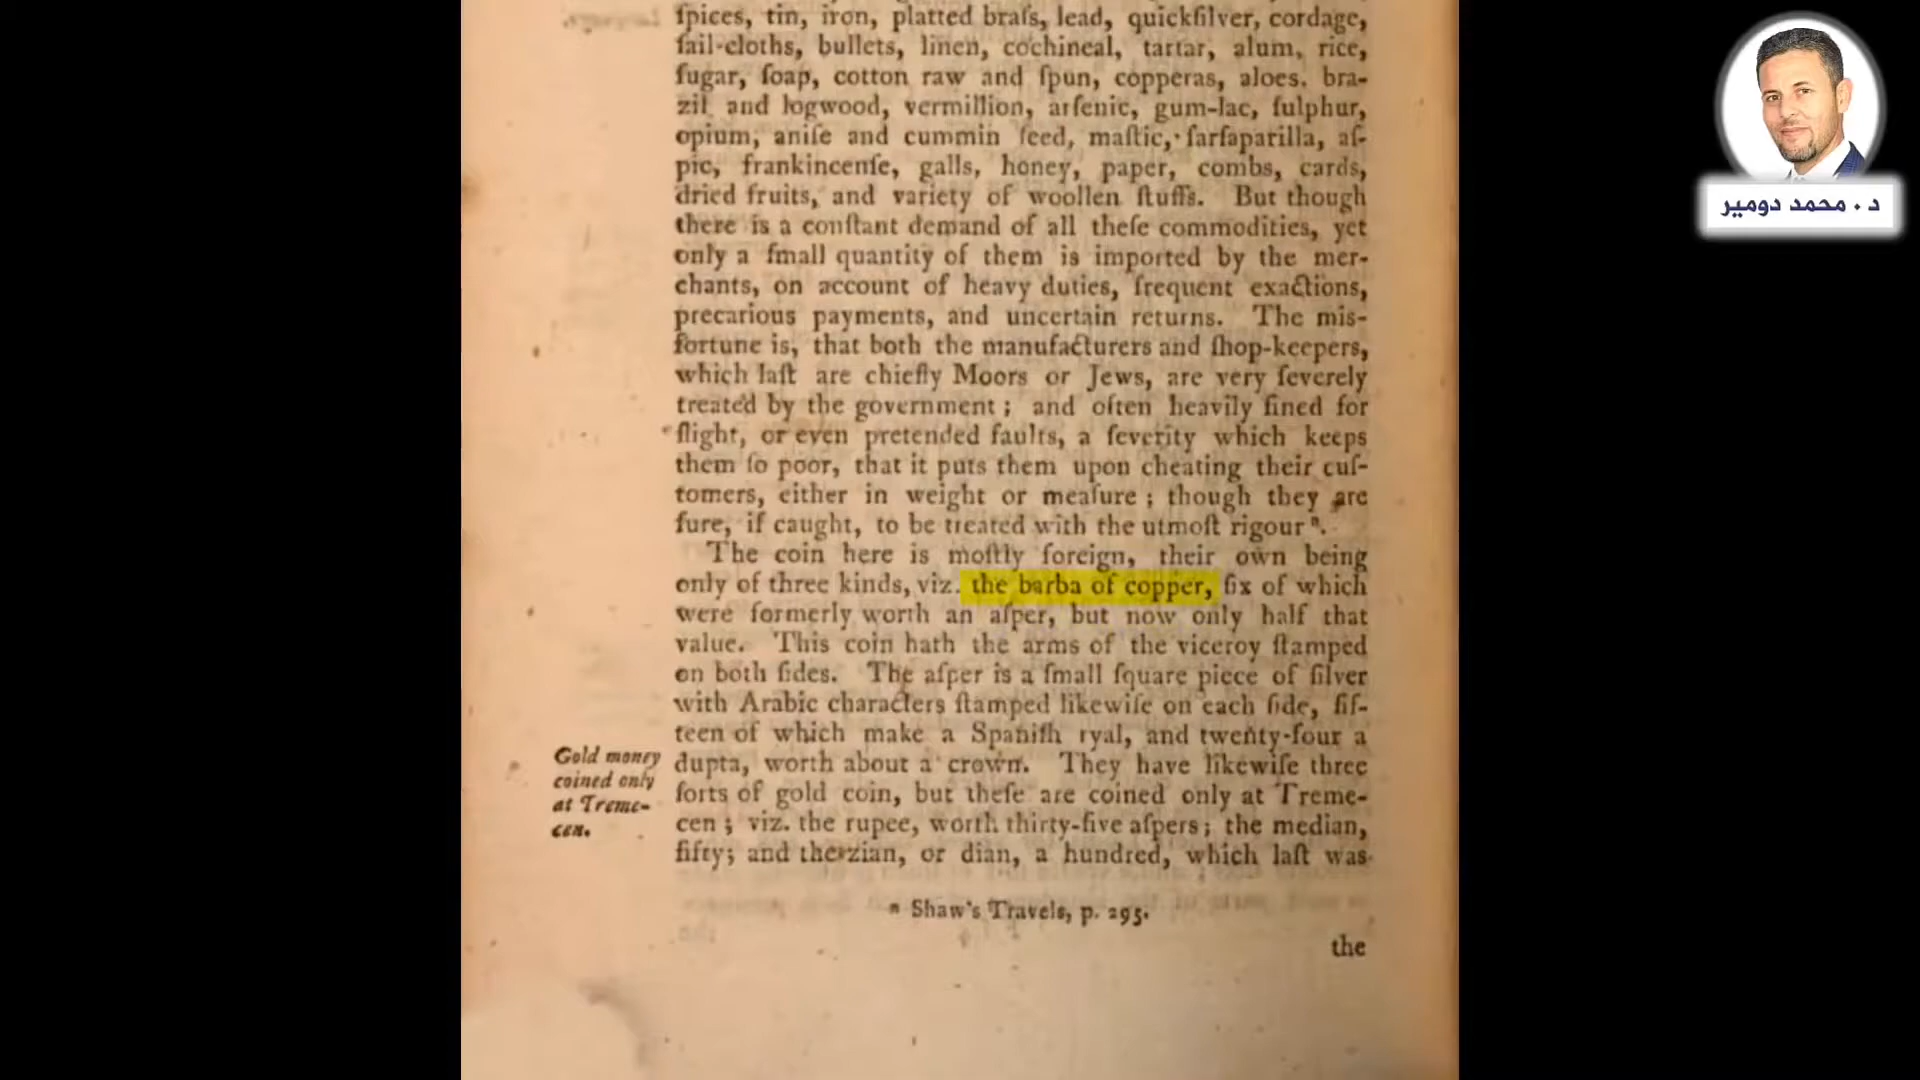 ſpices, tin, iron, platted braſs, lead, quickſilver, cordage,
ſail-cloths, bullets, linen, cochineal, tartar, alum, rice,
ſugar, ſoap, cotton raw and ſpun, copperas, aloes. bra-
zil and logwood, vermillion, arſenic, gum-lac, ſulphur,
opium, aniſe and cummin ſeed, maſtic, ſarſaparilla, aſ-
pic, frankincenſe, galls, honey, paper, combs, cards,
dried fruits, and variety of woollen ſtuffs. But though
there is a conſtant demand of all theſe commodities, yet
only a ſmall quantity of them is imported by the mer-
chants, on account of heavy duties, frequent exactions,
precarious payments, and uncertain returns. The miſ-
fortune is, that both the manufacturers and ſhop-keepers,
which laſt are chiefly Moors or Jews, are very ſeverely
treated by the government; and often heavily fined for
ſlight, or even pretended faults, a ſeverity which keeps
them ſo poor, that it puts them upon cheating their cuſ-
tomers, either in weight or meaſure; though they are
ſure, if caught, to be treated with the utmoſt rigour ⁿ.
The coin here is moſtly foreign, their own being
only of three kinds, viz. the barba of copper, ſix of which
were formerly worth an aſper, but now only half that
value. This coin hath the arms of the viceroy ſtamped
on both ſides. The aſper is a ſmall ſquare piece of ſilver
with Arabic characters ſtamped likewiſe on each ſide, fif-
teen of which make a Spaniſh ryal, and twenty-four a
dupta, worth about a crown. They have likewiſe three
ſorts of gold coin, but theſe are coined only at Treme-
cen; viz. the rupee, worth thirty-five aſpers; the median,
fifty; and the zian, or dian, a hundred, which laſt was
Gold money
coined only
at Treme-
cen.
ⁿ Shaw's Travels, p. 295.
the
د. محمد دومير